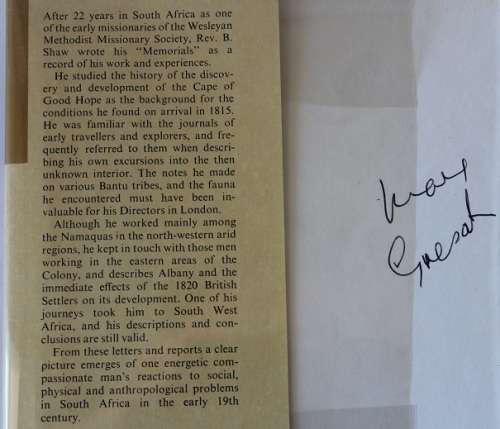 After 22 years in South Africa as one
of the early missionaries of the Wesleyan
Methodist Missionary Society, Rev. B.
Shaw wrote his "Memorials" as a
record of his work and experiences.
He studied the history of the discov-
ery and development of the Cape of
Good Hope as the background for the
conditions he found on arrival in 1815.
He was familiar with the journals of
early travellers and explorers, and fre-
quently referred to them when descri-
bing his own excursions into the then
unknown interior. The notes he made
on various Bantu tribes, and the fauna
he encountered must have been in-
valuable for his Directors in London.
Although he worked mainly among
the Namaquas in the north-western arid
regions, he kept in touch with those men
working in the eastern areas of the
Colony, and describes Albany and the
immediate effects of the 1820 British
Settlers on its development. One of his
journeys took him to South West
Africa, and his descriptions and con-
clusions are still valid.
From these letters and reports a clear
picture emerges of one energetic com-
passionate man's reactions to social,
physical and anthropological problems
in South Africa in the early 19th
century.